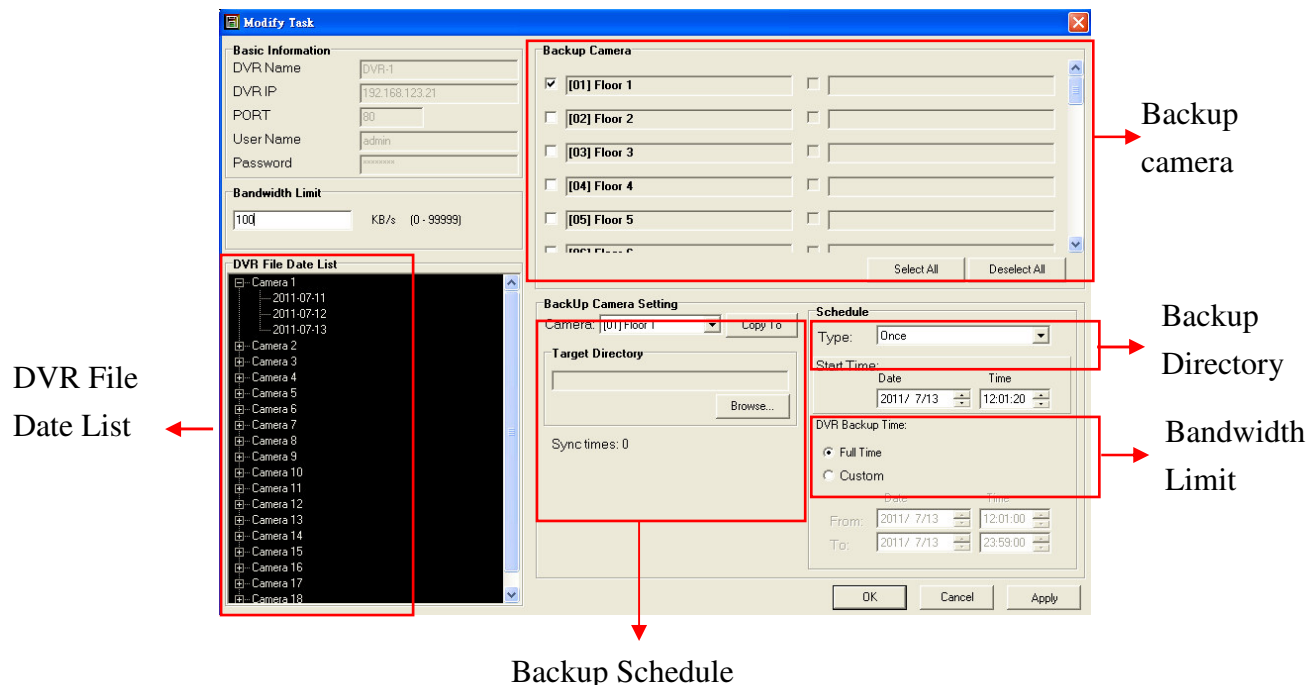 Modify Task
Basic Information
DVR Name DVR-1
DVR IP 192.168.123.21
PORT 80
User Name admin
Password ********
Bandwidth Limit
100 KB/s (0 - 99999)
DVR File Date List
Camera 1
2011-07-11
2011-07-12
2011-07-13
Camera 2
Camera 3
Camera 4
Camera 5
Camera 6
Camera 7
Camera 8
Camera 9
Camera 10
Camera 11
Camera 12
Camera 13
Camera 14
Camera 15
Camera 16
Camera 17
Camera 18
Backup Camera
[01] Floor 1
[02] Floor 2
[03] Floor 3
[04] Floor 4
[05] Floor 5
[06] Floor 6
Select All Deselect All
BackUp Camera Setting
Camera: [01] Floor 1 Copy To
Target Directory
Browse...
Sync times: 0
Schedule
Type: Once
Start Time:
Date Time
2011/ 7/13 12:01:20
DVR Backup Time:
Full Time
Custom
Date Time
From: 2011/ 7/13 12:01:00
To: 2011/ 7/13 23:59:00
OK Cancel Apply
Backup
camera
Backup
Directory
Bandwidth
Limit
DVR File
Date List
Backup Schedule